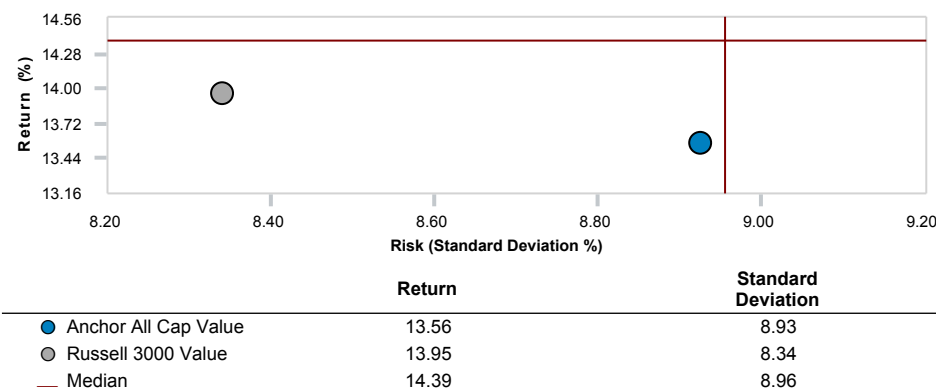 14.56
14.28
14.00
13.72
13.44
13.16
Return (%)
8.20 8.40 8.60 8.80 9.00 9.20
Risk (Standard Deviation %)
Return Standard Deviation
Anchor All Cap Value 13.56 8.93
Russell 3000 Value 13.95 8.34
Median 14.39 8.96